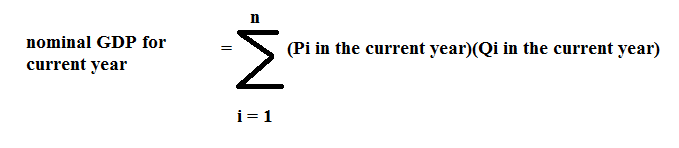 n
nominal GDP for = ∑ (Pi in the current year)(Qi in the current year)
current year
i = 1